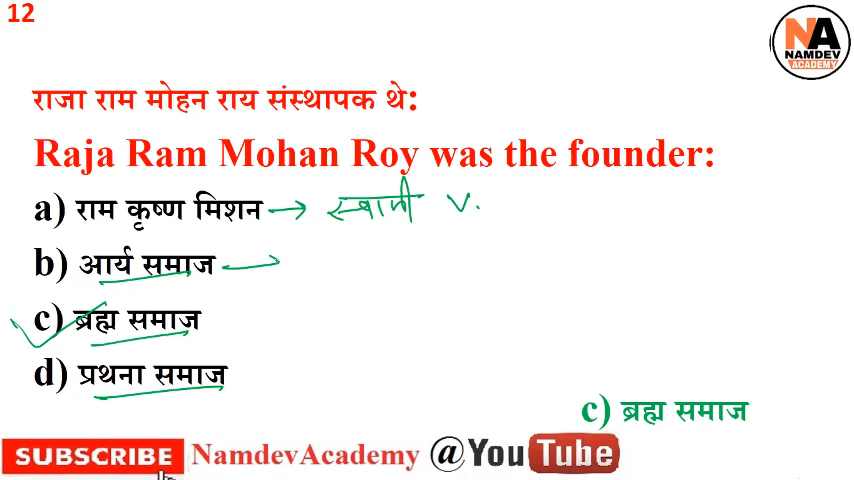 12
NA
NAMDEV
ACADEMY
राजा राम मोहन राय संस्थापक थे:
Raja Ram Mohan Roy was the founder:
a) राम कृष्ण मिशन → स्वामी v.
b) आर्य समाज
c) ब्रह्म समाज
d) प्रथना समाज
c) ब्रह्म समाज
SUBSCRIBE NamdevAcademy @YouTube